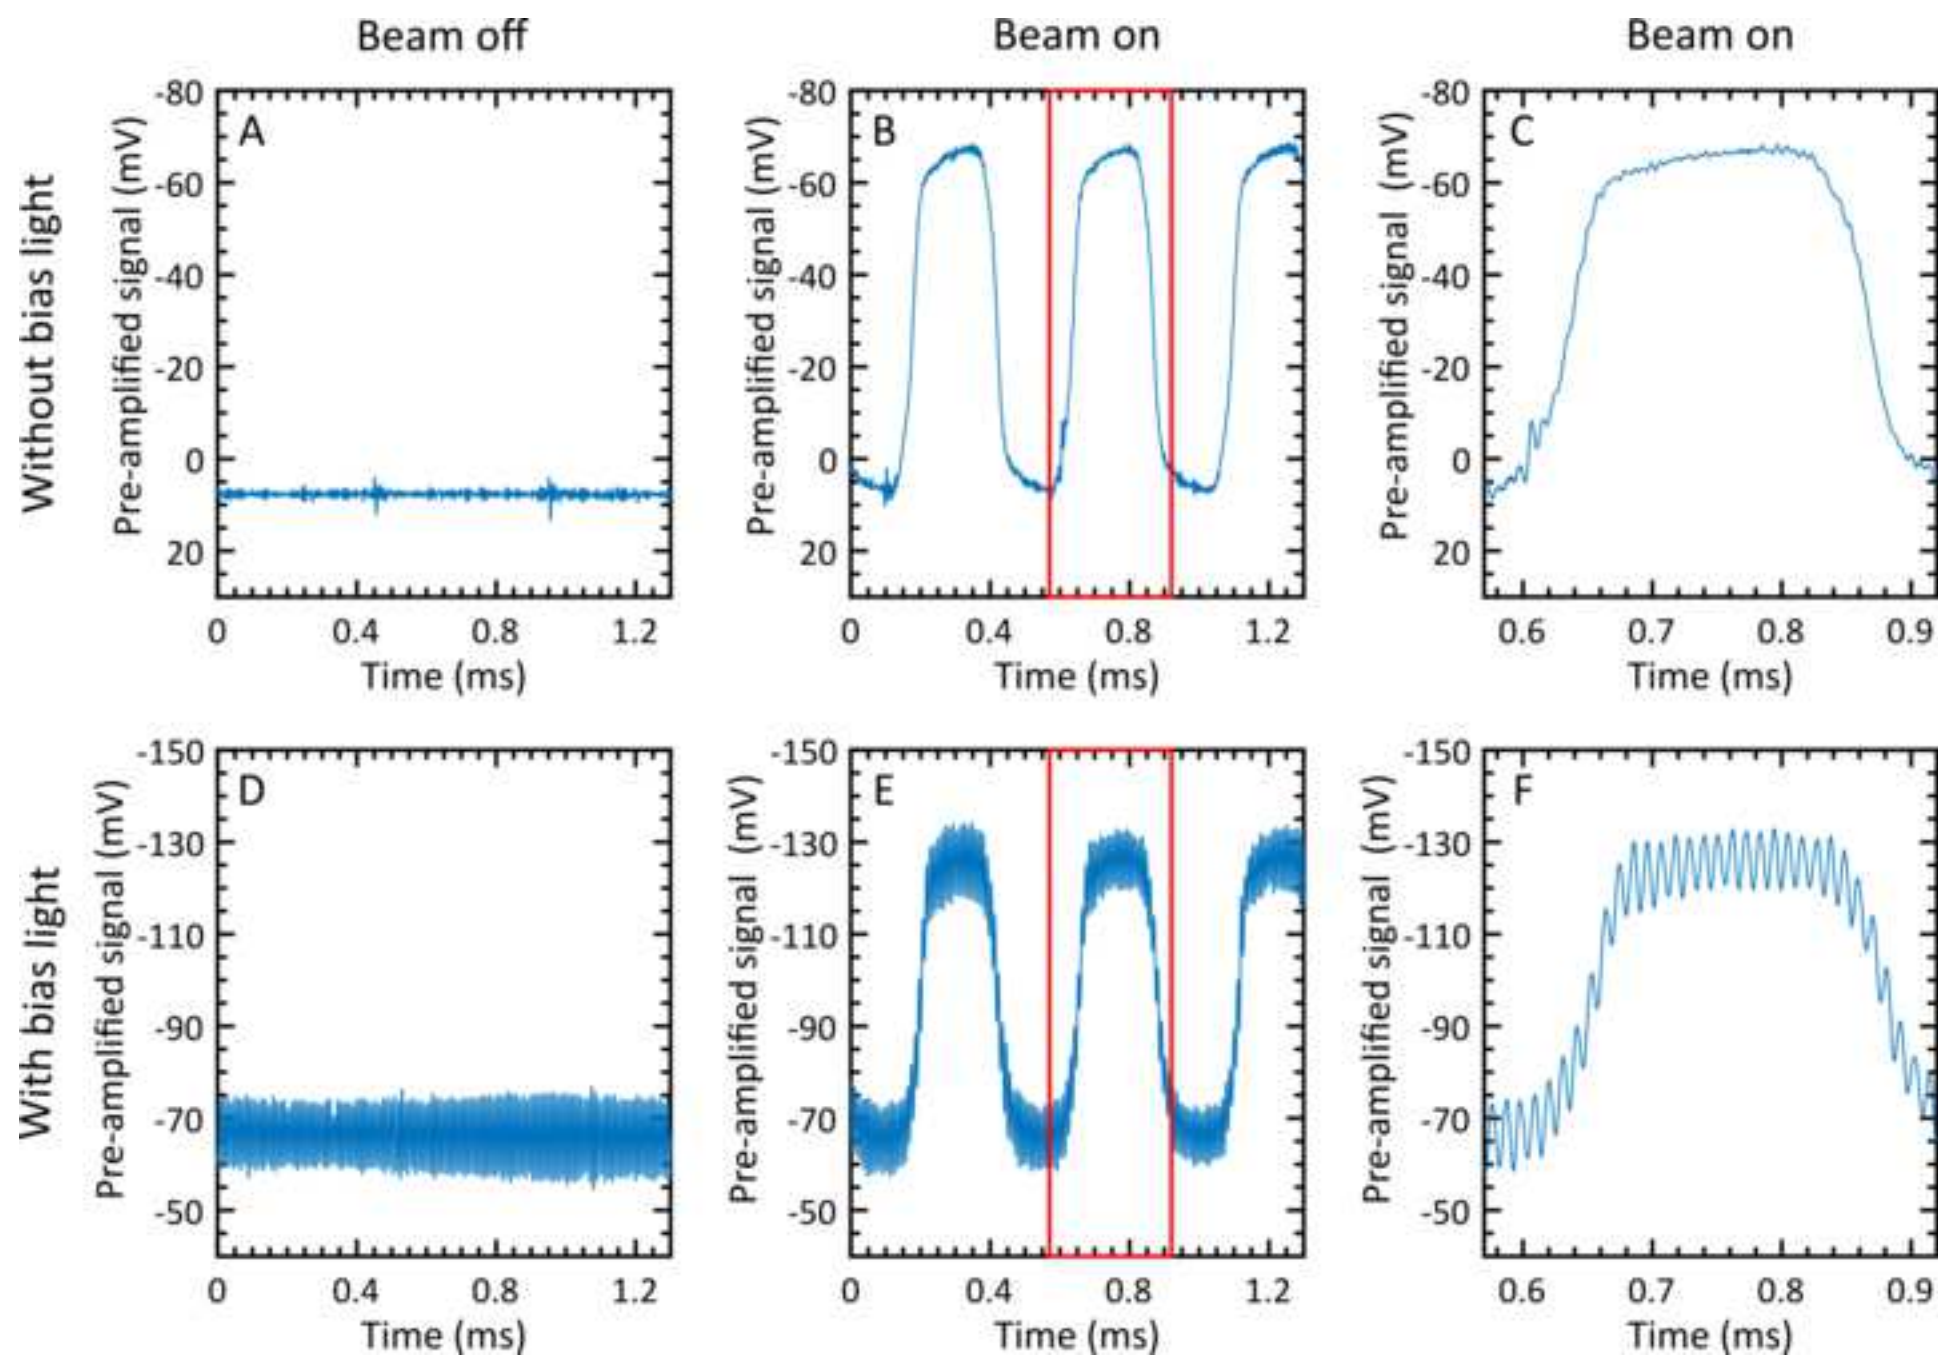 Beam off
Beam on
Beam on
Without bias light
Pre-amplified signal (mV)
-80
-60
-40
-20
0
20
A
0
0.4
0.8
1.2
Time (ms)
Pre-amplified signal (mV)
-80
-60
-40
-20
0
20
B
0
0.4
0.8
1.2
Time (ms)
Pre-amplified signal (mV)
-80
-60
-40
-20
0
20
C
0.6
0.7
0.8
0.9
Time (ms)
With bias light
Pre-amplified signal (mV)
-150
-130
-110
-90
-70
-50
D
0
0.4
0.8
1.2
Time (ms)
Pre-amplified signal (mV)
-150
-130
-110
-90
-70
-50
E
0
0.4
0.8
1.2
Time (ms)
Pre-amplified signal (mV)
-150
-130
-110
-90
-70
-50
F
0.6
0.7
0.8
0.9
Time (ms)